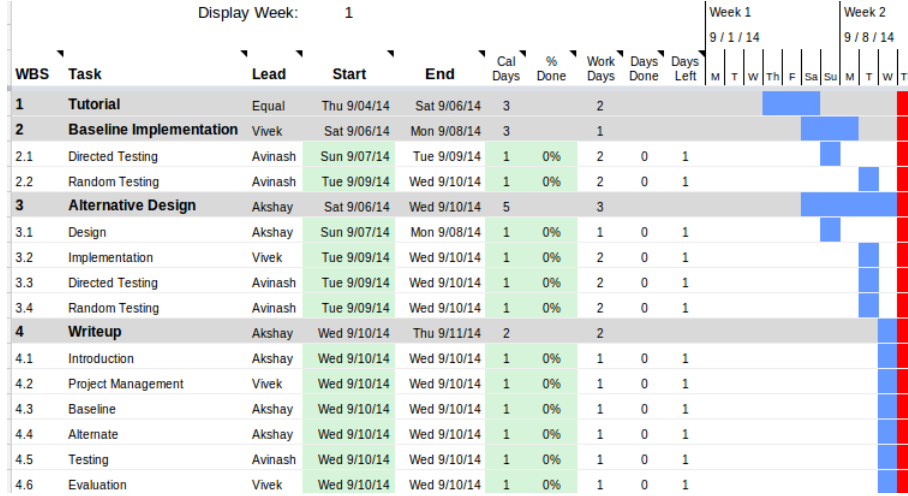 Display Week: 1 Week 1 Week 2
9 / 1 / 14 9 / 8 / 14
WBS Task Lead Start End Cal Days % Done Work Days Days Done Days Left M T W Th F Sa Su M T W
1 Tutorial Equal Thu 9/04/14 Sat 9/06/14 3 2
2 Baseline Implementation Vivek Sat 9/06/14 Mon 9/08/14 3 1
2.1 Directed Testing Avinash Sun 9/07/14 Tue 9/09/14 1 0% 2 0 1
2.2 Random Testing Avinash Tue 9/09/14 Wed 9/10/14 1 0% 2 0 1
3 Alternative Design Akshay Sat 9/06/14 Wed 9/10/14 5 3
3.1 Design Akshay Sun 9/07/14 Mon 9/08/14 1 0% 1 0 1
3.2 Implementation Vivek Tue 9/09/14 Wed 9/10/14 1 0% 2 0 1
3.3 Directed Testing Avinash Tue 9/09/14 Wed 9/10/14 1 0% 2 0 1
3.4 Random Testing Avinash Tue 9/09/14 Wed 9/10/14 1 0% 2 0 1
4 Writeup Akshay Wed 9/10/14 Thu 9/11/14 2 2
4.1 Introduction Akshay Wed 9/10/14 Wed 9/10/14 1 0% 1 0 1
4.2 Project Management Vivek Wed 9/10/14 Wed 9/10/14 1 0% 1 0 1
4.3 Baseline Akshay Wed 9/10/14 Wed 9/10/14 1 0% 1 0 1
4.4 Alternate Akshay Wed 9/10/14 Wed 9/10/14 1 0% 1 0 1
4.5 Testing Avinash Wed 9/10/14 Wed 9/10/14 1 0% 1 0 1
4.6 Evaluation Vivek Wed 9/10/14 Wed 9/10/14 1 0% 1 0 1